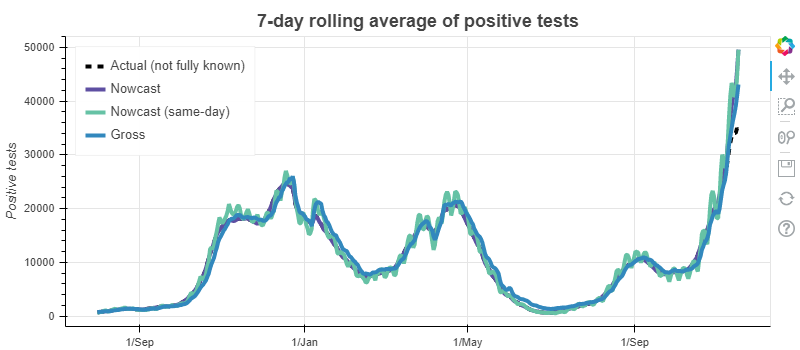 7-day rolling average of positive tests
50000
40000
30000
20000
10000
0
Positive tests
Actual (not fully known)
Nowcast
Nowcast (same-day)
Gross
1/Sep
1/Jan
1/May
1/Sep